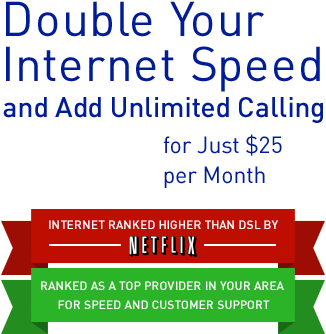 Double Your
Internet Speed
and Add Unlimited Calling
for Just $25
per Month
INTERNET RANKED HIGHER THAN DSL BY
NETFLIX
RANKED AS A TOP PROVIDER IN YOUR AREA
FOR SPEED AND CUSTOMER SUPPORT